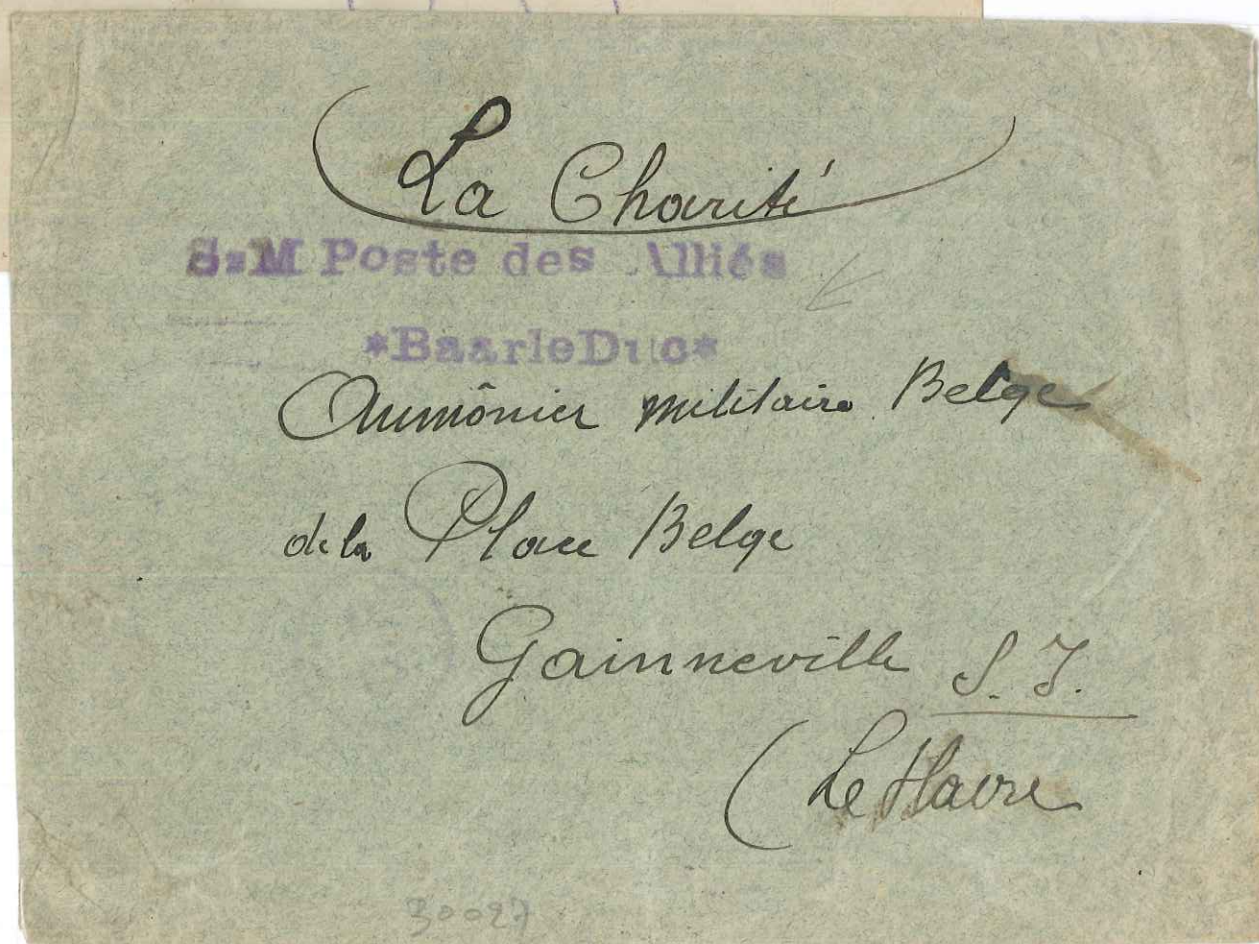 La Charité
S=M Poste des Alliés
*BaarleDuc*
Aumônier militaire Belge
de la Place Belge
Gainneville S. I.
(Le Havre
30027